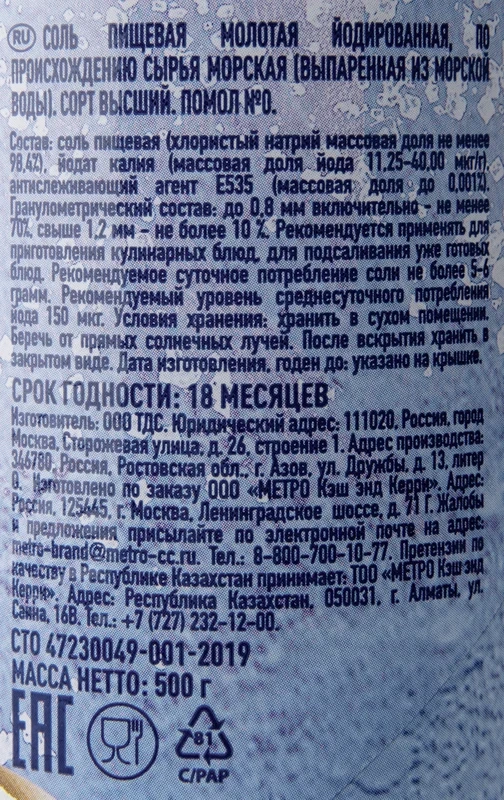 RU СОЛЬ ПИЩЕВАЯ МОЛОТАЯ ЙОДИРОВАННАЯ, ПО
ПРОИСХОЖДЕНИЮ СЫРЬЯ МОРСКАЯ (ВЫПАРЕННАЯ ИЗ МОРСКОЙ
ВОДЫ). СОРТ ВЫСШИЙ. ПОМОЛ №0.
Состав: соль пищевая (хлористый натрий массовая доля не менее
98,4%), йодат калия (массовая доля йода 11,25-40,00 мкг/г),
антислеживающий агент Е535 (массовая доля до 0,001%).
Гранулометрический состав: до 0,8 мм включительно - не менее
70%, свыше 1,2 мм - не более 10 %. Рекомендуется применять для
приготовления кулинарных блюд, для подсаливания уже готовых
блюд. Рекомендуемое суточное потребление соли не более 5-6
грамм. Рекомендуемый уровень среднесуточного потребления
йода 150 мкг. Условия хранения: хранить в сухом помещении.
Беречь от прямых солнечных лучей. После вскрытия хранить в
закрытом виде. Дата изготовления, годен до: указано на крышке.
СРОК ГОДНОСТИ: 18 МЕСЯЦЕВ
Изготовитель: ООО ТДС. Юридический адрес: 111020, Россия, город
Москва, Сторожевая улица, д. 26, строение 1. Адрес производства:
346780, Россия, Ростовская обл., г. Азов, ул. Дружбы, д. 13, литер
О. Изготовлено по заказу ООО «МЕТРО Кэш энд Керри». Адрес:
Россия, 125445, г. Москва, Ленинградское шоссе, д. 71 Г. Жалобы
и предложения присылайте по электронной почте на адрес:
metro-brand@metro-cc.ru. Тел.: 8-800-700-10-77. Претензии по
качеству в Республике Казахстан принимает: ТОО «МЕТРО Кэш энд
Керри». Адрес: Республика Казахстан, 050031, г. Алматы, ул.
Саина, 16В. Тел.: +7 (727) 232-12-00.
СТО 47230049-001-2019
МАССА НЕТТО: 500 г
EAC
81
C/PAP